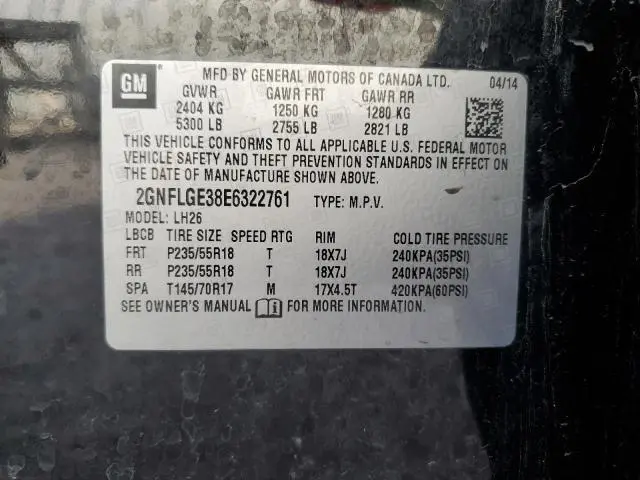 GM
MFD BY GENERAL MOTORS OF CANADA LTD. 04/14
GVWR GAWR FRT GAWR RR
2404 KG 1250 KG 1280 KG
5300 LB 2755 LB 2821 LB
THIS VEHICLE CONFORMS TO ALL APPLICABLE U.S. FEDERAL MOTOR
VEHICLE SAFETY AND THEFT PREVENTION STANDARDS IN EFFECT ON
THE DATE OF MANUFACTURE SHOWN ABOVE.
2GNFLGE38E6322761 TYPE: M.P.V.
MODEL: LH26
LBCB TIRE SIZE SPEED RTG RIM COLD TIRE PRESSURE
FRT P235/55R18 T 18X7J 240KPA(35PSI)
RR P235/55R18 T 18X7J 240KPA(35PSI)
SPA T145/70R17 M 17X4.5T 420KPA(60PSI)
SEE OWNER'S MANUAL FOR MORE INFORMATION.